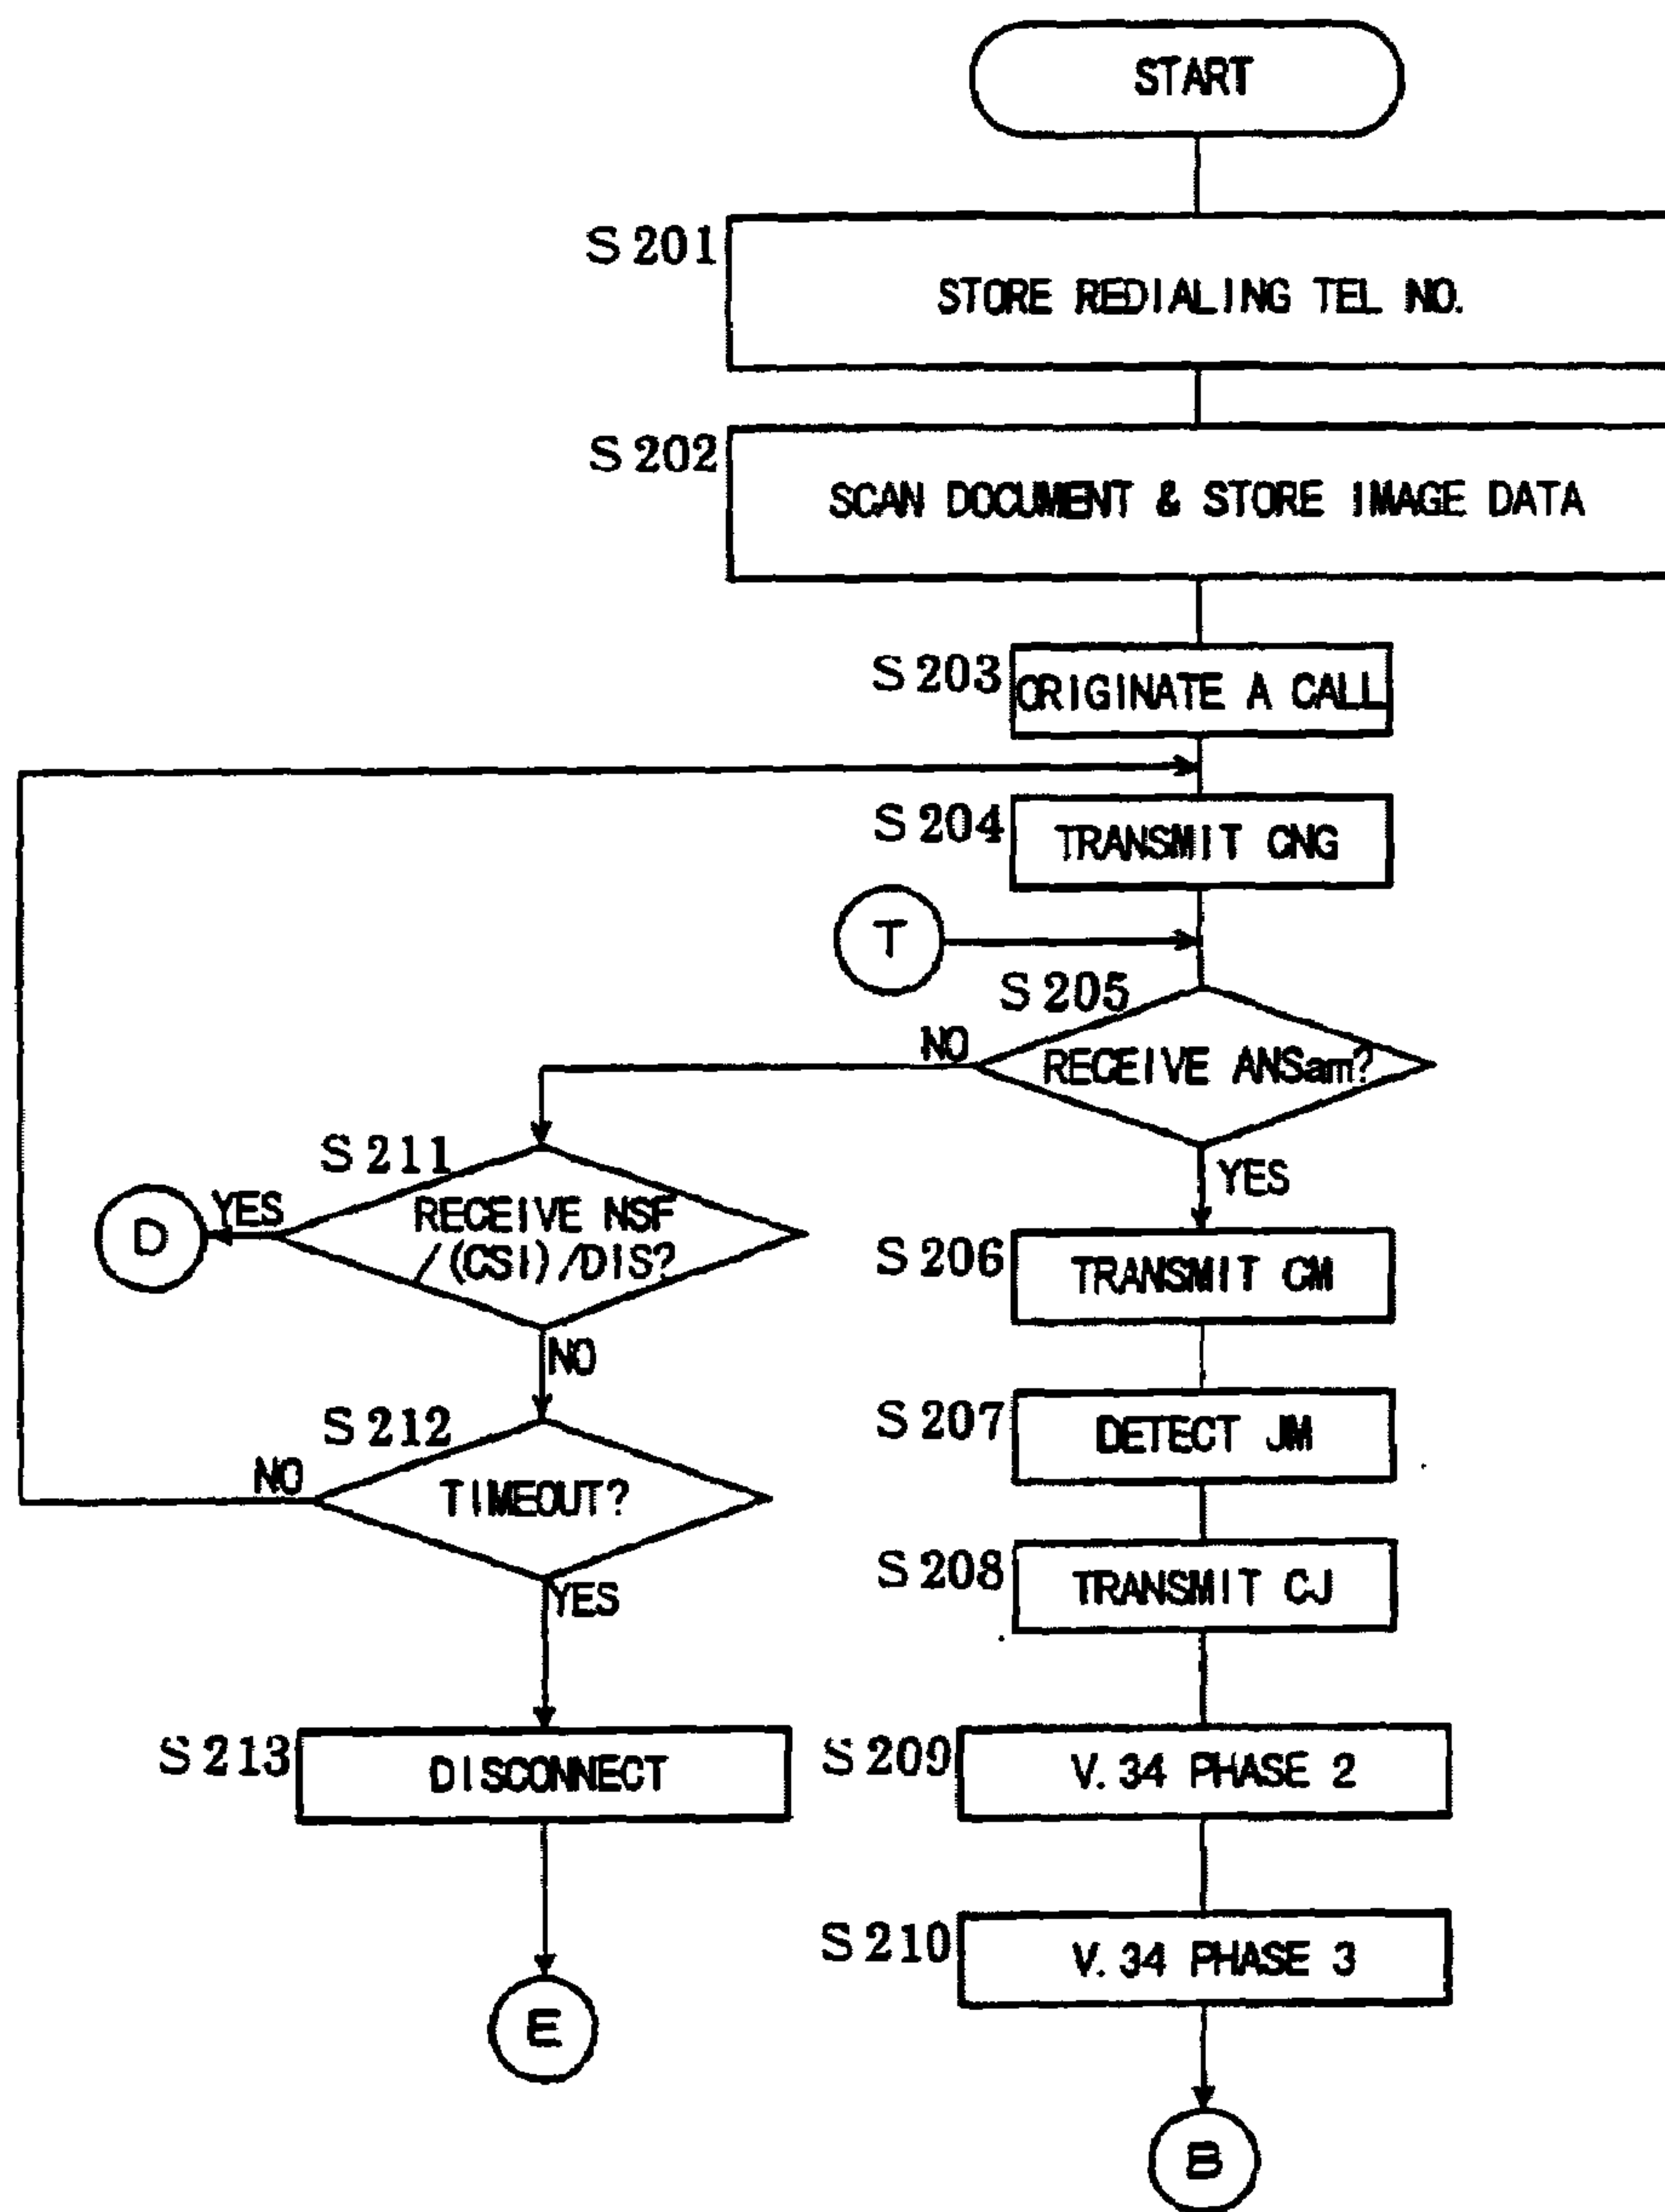 START
S201
STORE REDIALING TEL NO.
S202
SCAN DOCUMENT & STORE IMAGE DATA
S203
ORIGINATE A CALL
S204
TRANSMIT CNG
T
S205
RECEIVE ANSam?
NO
YES
S211
RECEIVE NSF
/(CSI)/DIS?
YES
D
NO
S206
TRANSMIT CM
S207
DETECT JM
S212
TIMEOUT?
NO
YES
S208
TRANSMIT CJ
S213
DISCONNECT
S209
V.34 PHASE 2
S210
V.34 PHASE 3
E
B